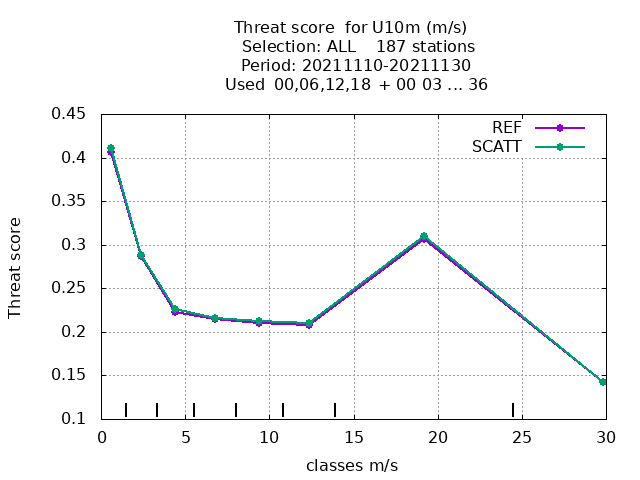 Threat score for U10m (m/s)
Selection: ALL 187 stations
Period: 20211110-20211130
Used 00,06,12,18 + 00 03 ... 36
REF
SCATT
Threat score
0.45
0.4
0.35
0.3
0.25
0.2
0.15
0.1
0 5 10 15 20 25 30
classes m/s